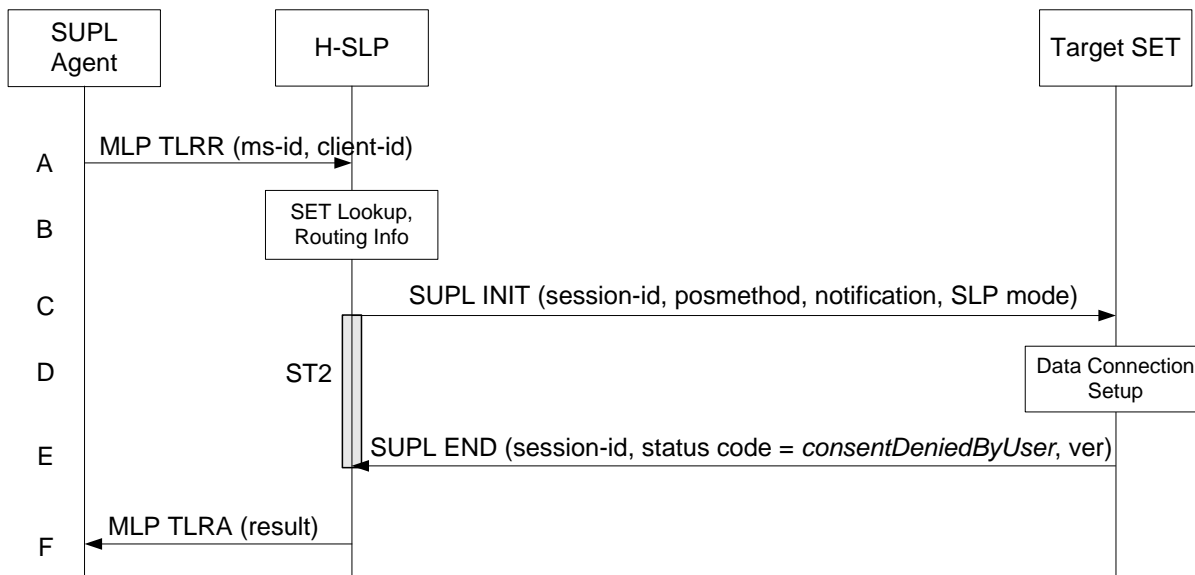 SUPL
Agent
H-SLP
Target SET
A
MLP TLRR (ms-id, client-id)
B
SET Lookup,
Routing Info
C
SUPL INIT (session-id, posmethod, notification, SLP mode)
D
ST2
Data Connection
Setup
E
SUPL END (session-id, status code = consentDeniedByUser, ver)
F
MLP TLRA (result)